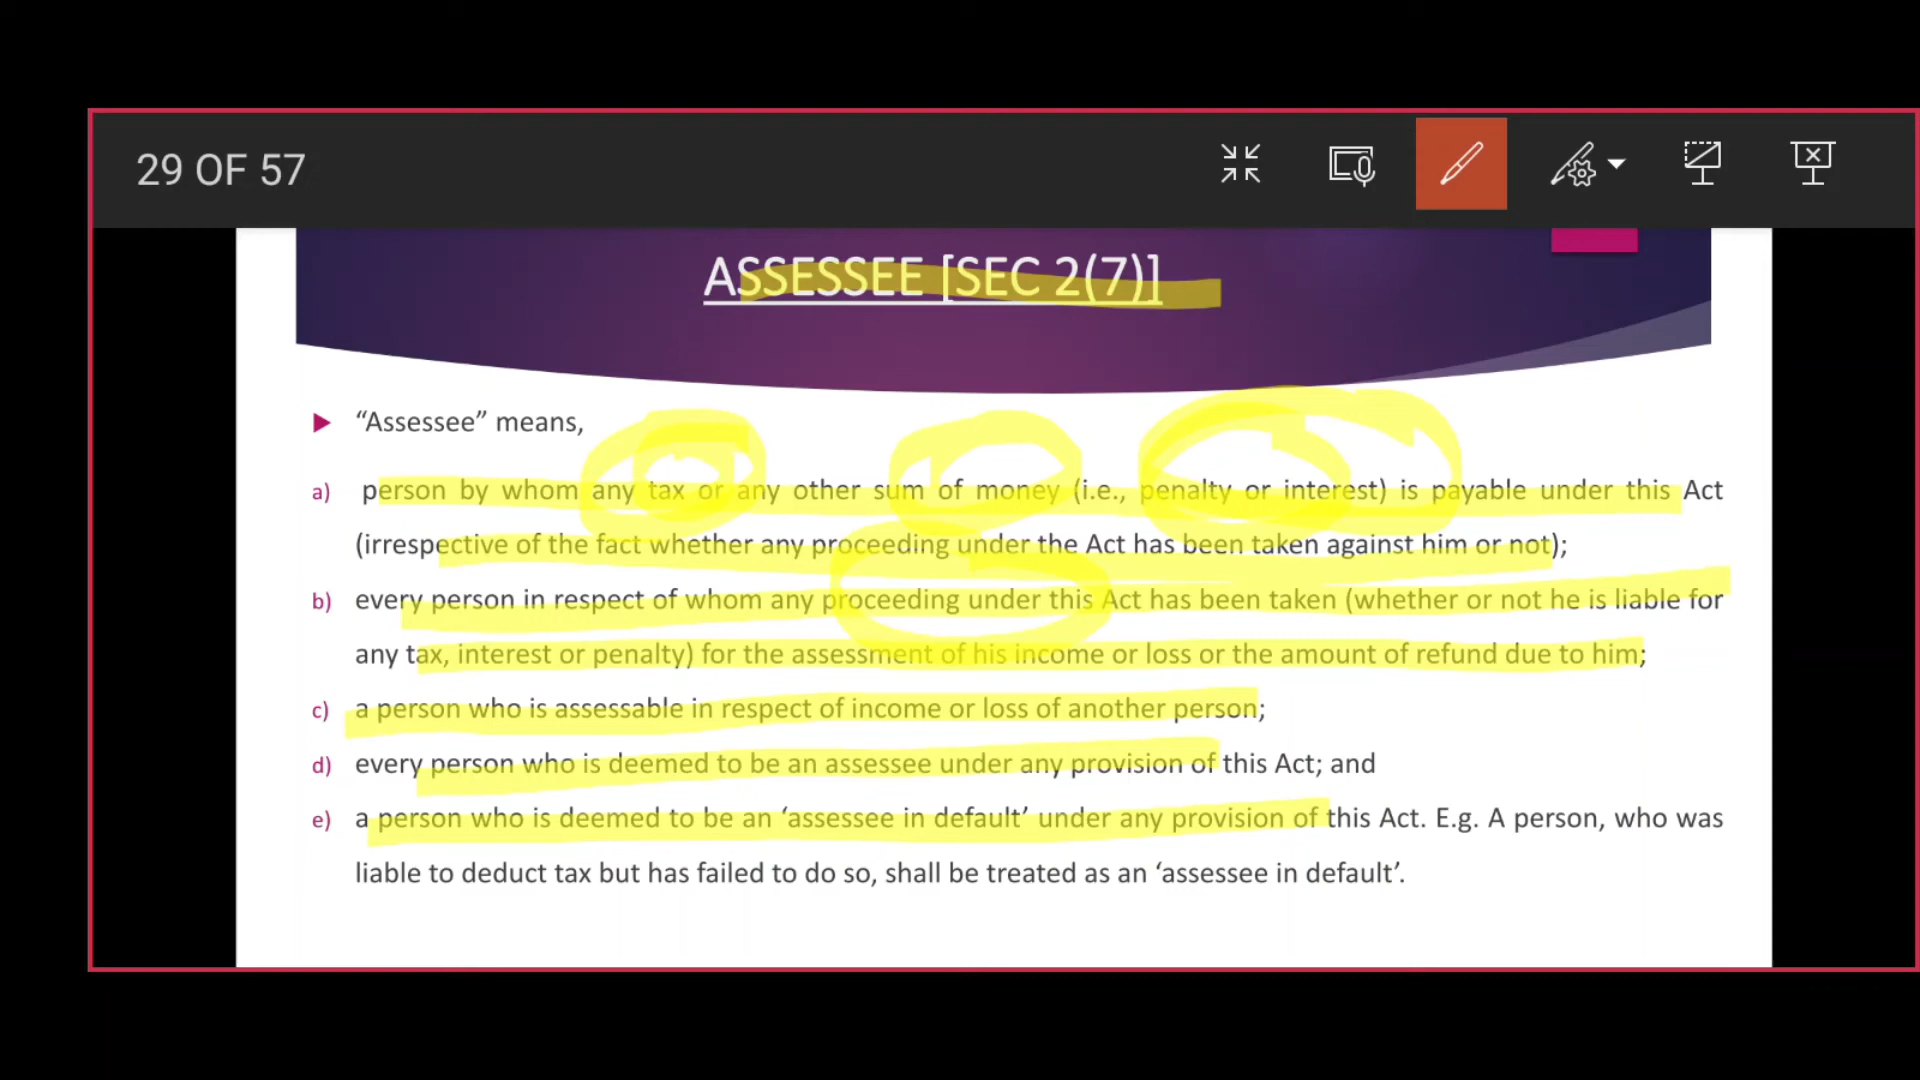 29 OF 57
ASSESSEE [SEC 2(7)]
“Assessee” means,
a) person by whom any tax or any other sum of money (i.e., penalty or interest) is payable under this Act
(irrespective of the fact whether any proceeding under the Act has been taken against him or not);
b) every person in respect of whom any proceeding under this Act has been taken (whether or not he is liable for
any tax, interest or penalty) for the assessment of his income or loss or the amount of refund due to him;
c) a person who is assessable in respect of income or loss of another person;
d) every person who is deemed to be an assessee under any provision of this Act; and
e) a person who is deemed to be an ‘assessee in default’ under any provision of this Act. E.g. A person, who was
liable to deduct tax but has failed to do so, shall be treated as an ‘assessee in default’.